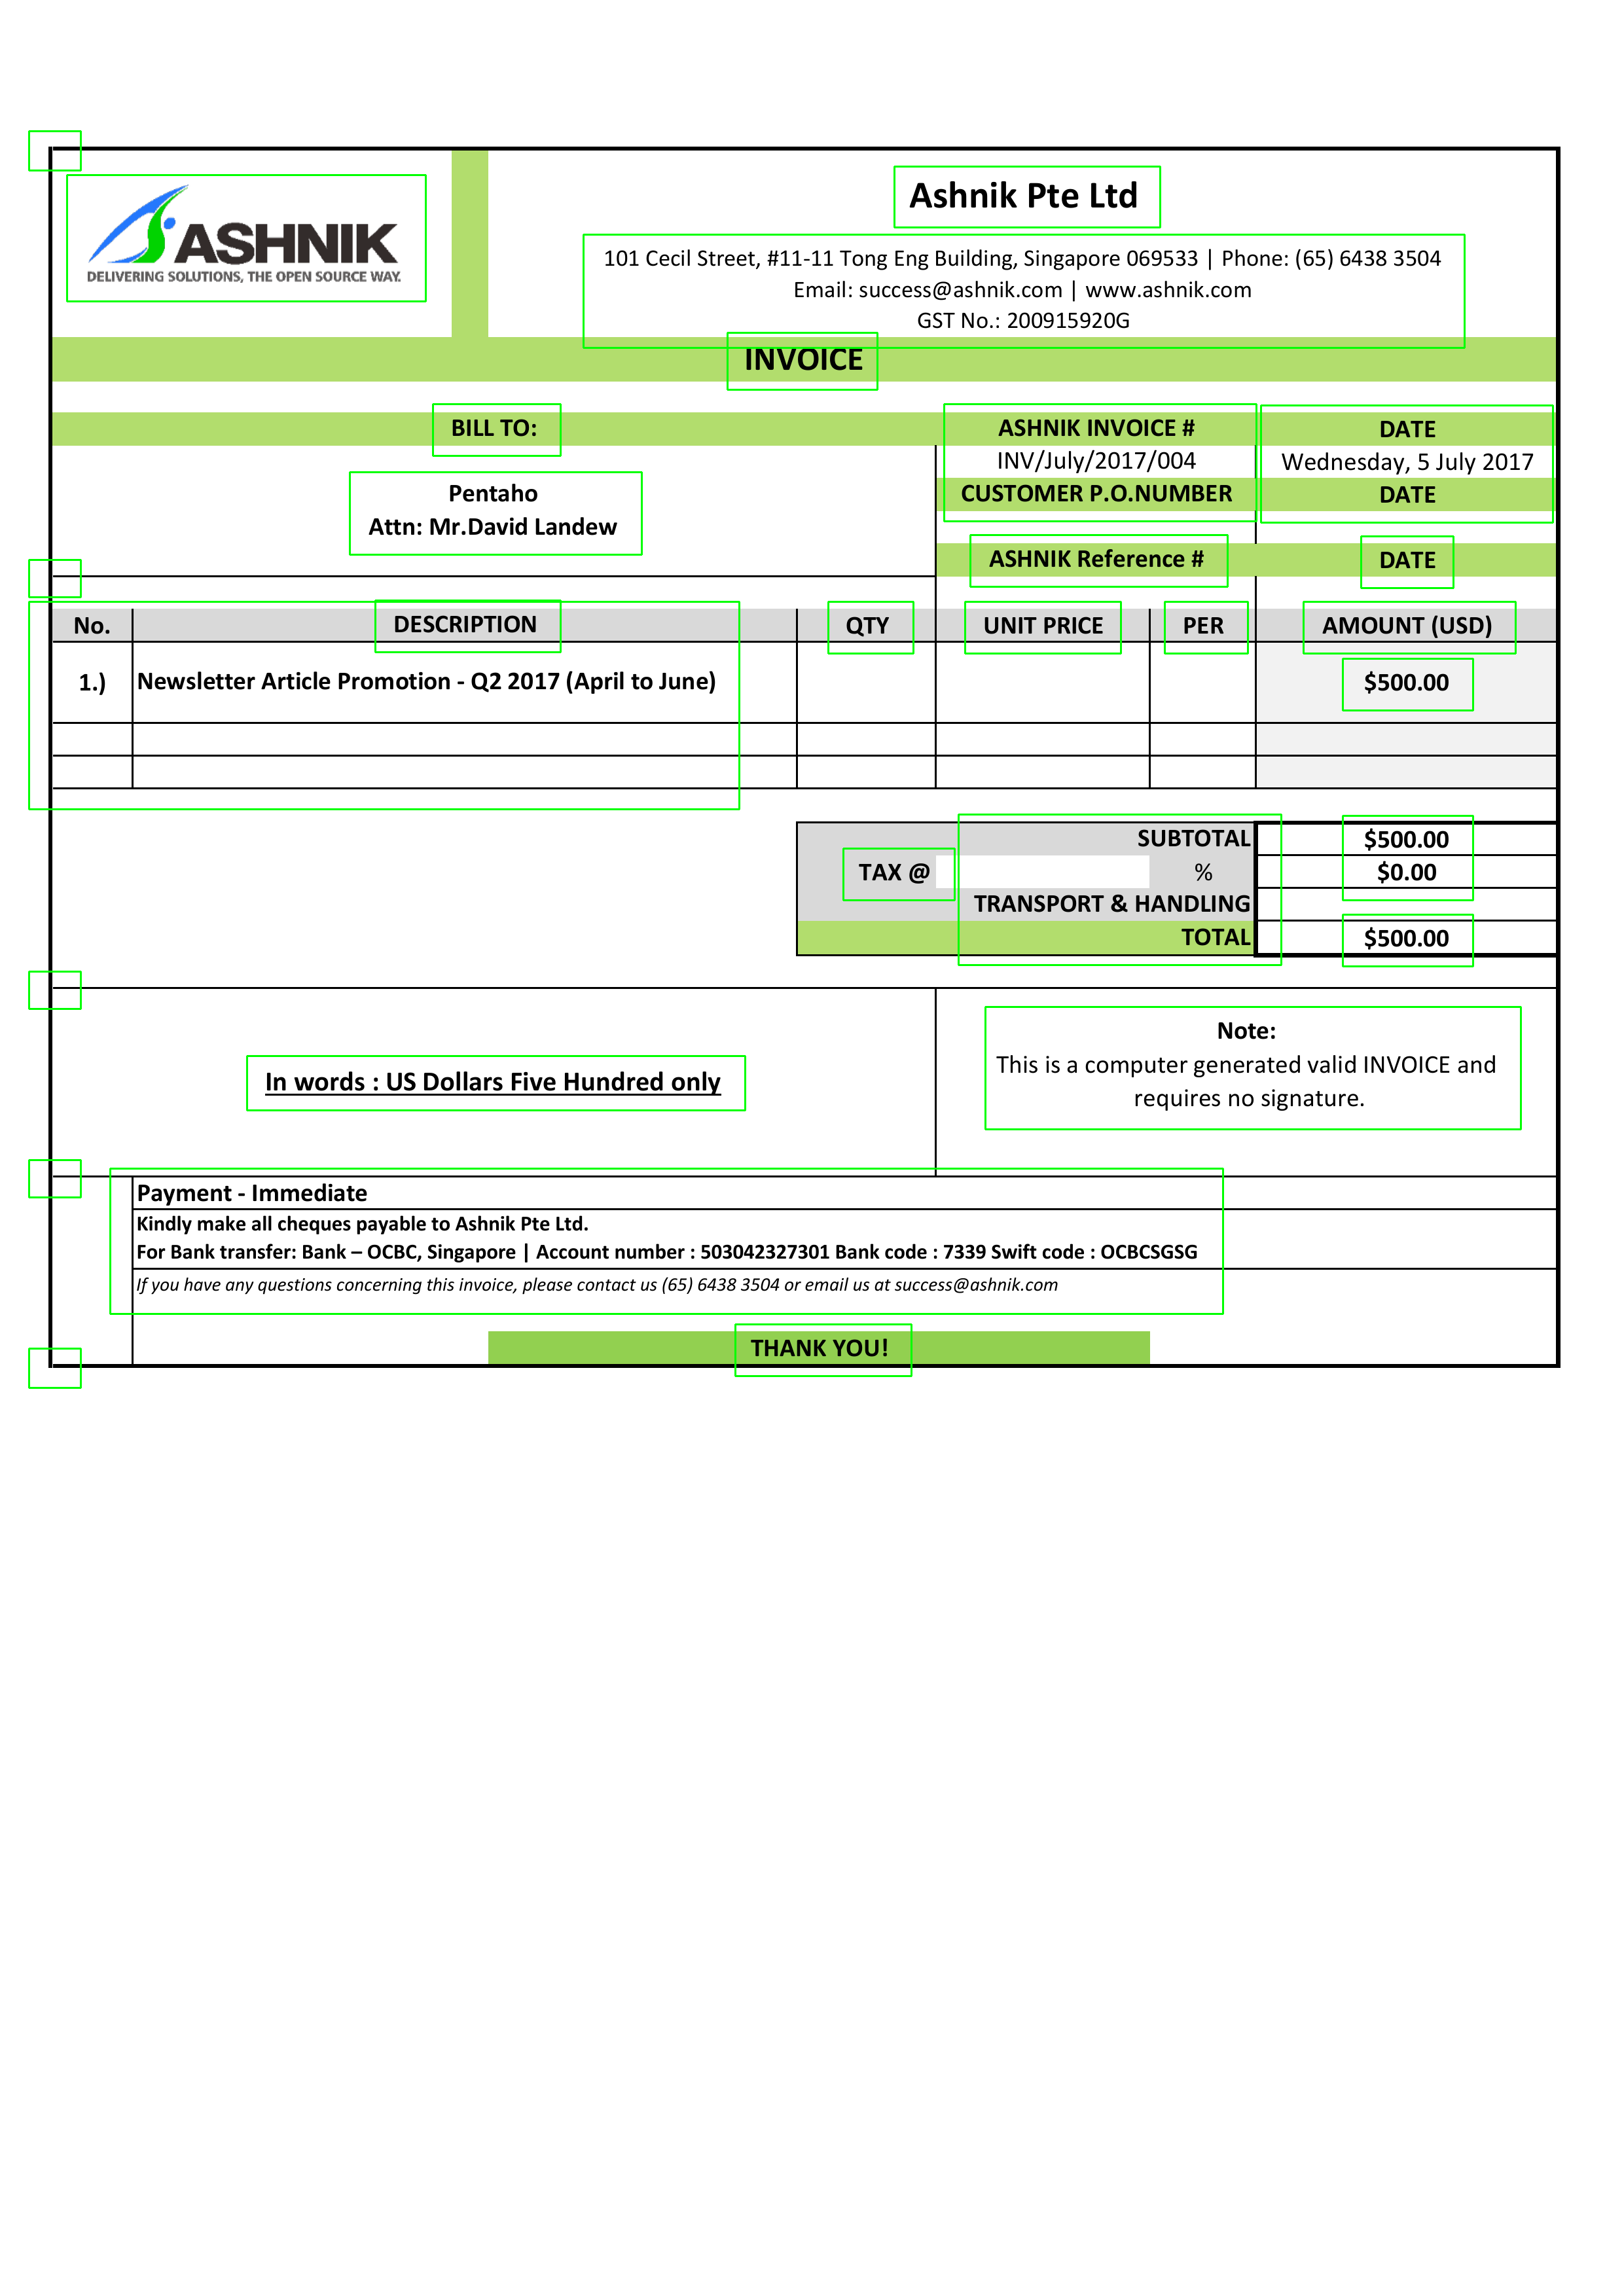 ASHNIK
DELIVERING SOLUTIONS, THE OPEN SOURCE WAY.
Ashnik Pte Ltd
101 Cecil Street, #11-11 Tong Eng Building, Singapore 069533 | Phone: (65) 6438 3504
Email: success@ashnik.com | www.ashnik.com
GST No.: 200915920G
INVOICE
BILL TO: ASHNIK INVOICE # DATE
INV/July/2017/004 Wednesday, 5 July 2017
Pentaho CUSTOMER P.O.NUMBER DATE
Attn: Mr.David Landew
ASHNIK Reference # DATE
No. DESCRIPTION QTY UNIT PRICE PER AMOUNT (USD)
1.) Newsletter Article Promotion - Q2 2017 (April to June) $500.00
SUBTOTAL $500.00
TAX @ % $0.00
TRANSPORT & HANDLING
TOTAL $500.00
Note:
This is a computer generated valid INVOICE and
requires no signature.
In words : US Dollars Five Hundred only
Payment - Immediate
Kindly make all cheques payable to Ashnik Pte Ltd.
For Bank transfer: Bank – OCBC, Singapore | Account number : 503042327301 Bank code : 7339 Swift code : OCBCSGSG
If you have any questions concerning this invoice, please contact us (65) 6438 3504 or email us at success@ashnik.com
THANK YOU!